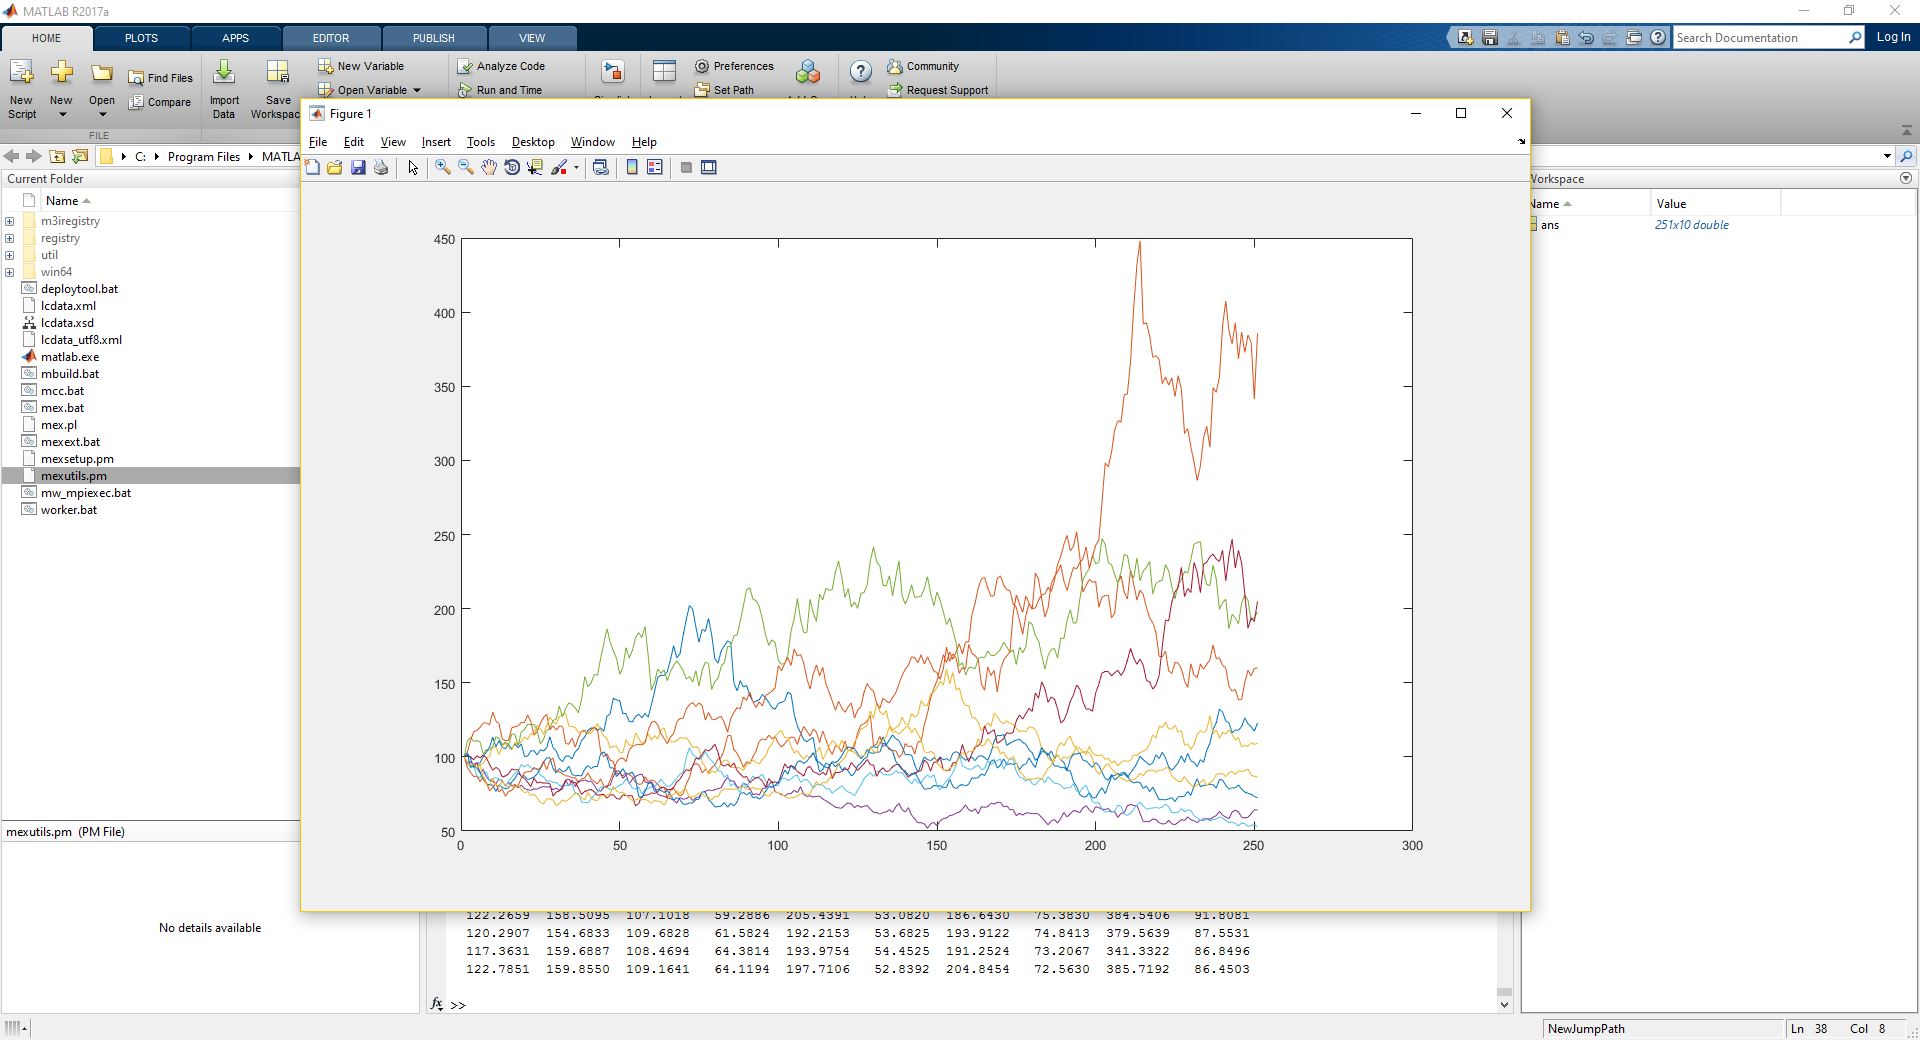 MATLAB R2017a
HOME PLOTS APPS EDITOR PUBLISH VIEW
Search Documentation
Log In
New Script
New
Open
Find Files
Compare
FILE
Import Data
Save
New Variable
Open Variable
Analyze Code
Run and Time
Preferences
Set Path
Community
Request Support
C: Program Files
Current Folder
Name
m3iregistry
registry
util
win64
deploytool.bat
lcdata.xml
lcdata.xsd
lcdata_utf8.xml
matlab.exe
mbuild.bat
mcc.bat
mex.bat
mex.pl
mexext.bat
mexsetup.pm
mexutils.pm
mw_mpiexec.bat
worker.bat
mexutils.pm (PM File)
No details available
Figure 1
File Edit View Insert Tools Desktop Window Help
450
400
350
300
250
200
150
100
50
0 50 100 150 200 250 300
122.2659 158.5095 107.1018 59.2886 205.4391 53.0820 186.6430 75.3830 384.5406 91.8081
120.2907 154.6833 109.6828 61.5824 192.2153 53.6825 193.9122 74.8413 379.5639 87.5531
117.3631 159.6887 108.4694 64.3814 193.9754 54.4525 191.2524 73.2067 341.3322 86.8496
122.7851 159.8550 109.1641 64.1194 197.7106 52.8392 204.8454 72.5630 385.7192 86.4503
fx >>
Workspace
Name Value
ans 251x10 double
NewJumpPath
Ln 38 Col 8